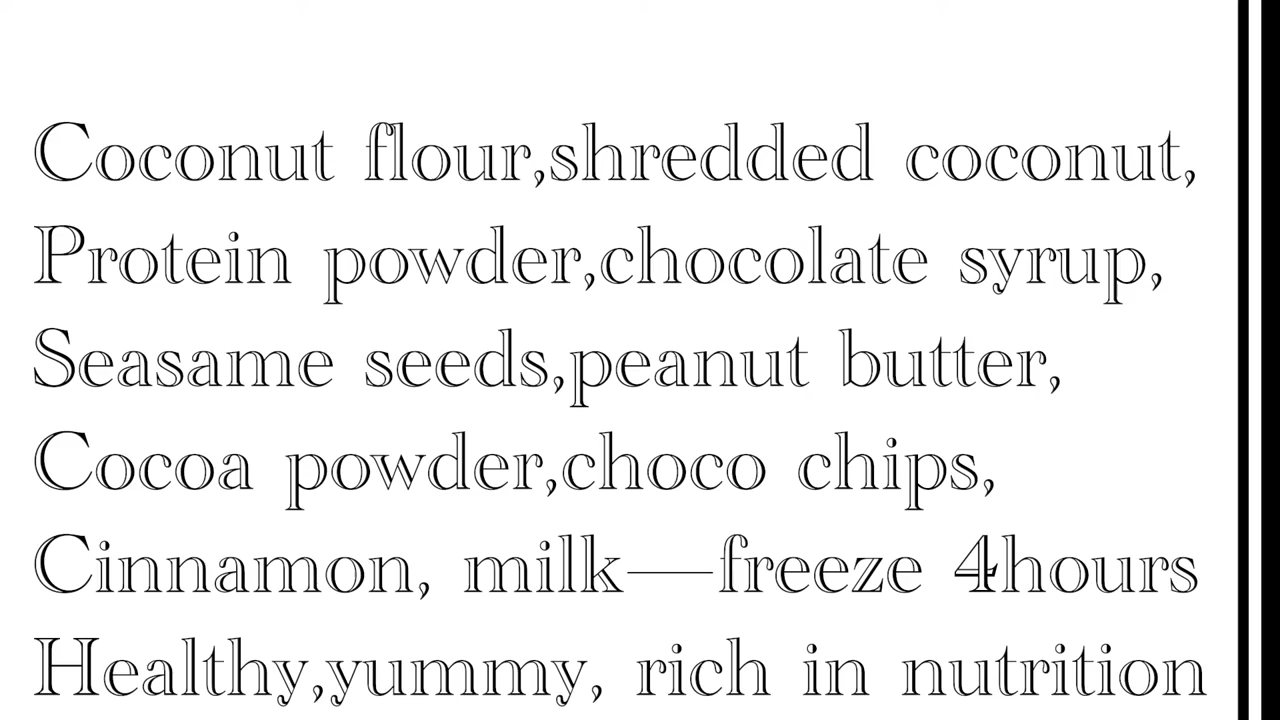 Coconut flour,shredded coconut,
Protein powder,chocolate syrup,
Seasame seeds,peanut butter,
Cocoa powder,choco chips,
Cinnamon, milk—freeze 4hours
Healthy,yummy, rich in nutrition